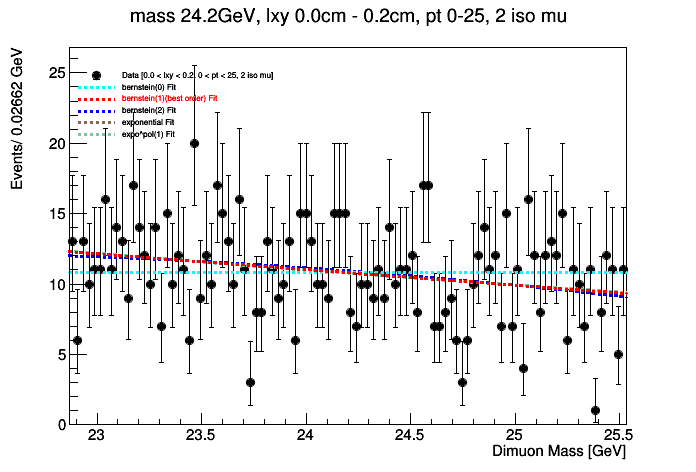 mass 24.2GeV, lxy 0.0cm - 0.2cm, pt 0-25, 2 iso mu
Events/ 0.02662 GeV
25
20
15
10
5
0
Data [0.0 < lxy < 0.2, 0 < pt < 25, 2 iso mu]
bernstein(0) Fit
bernstein(1)(best order) Fit
bernstein(2) Fit
exponential Fit
expo*pol(1) Fit
23 23.5 24 24.5 25 25.5
Dimuon Mass [GeV]